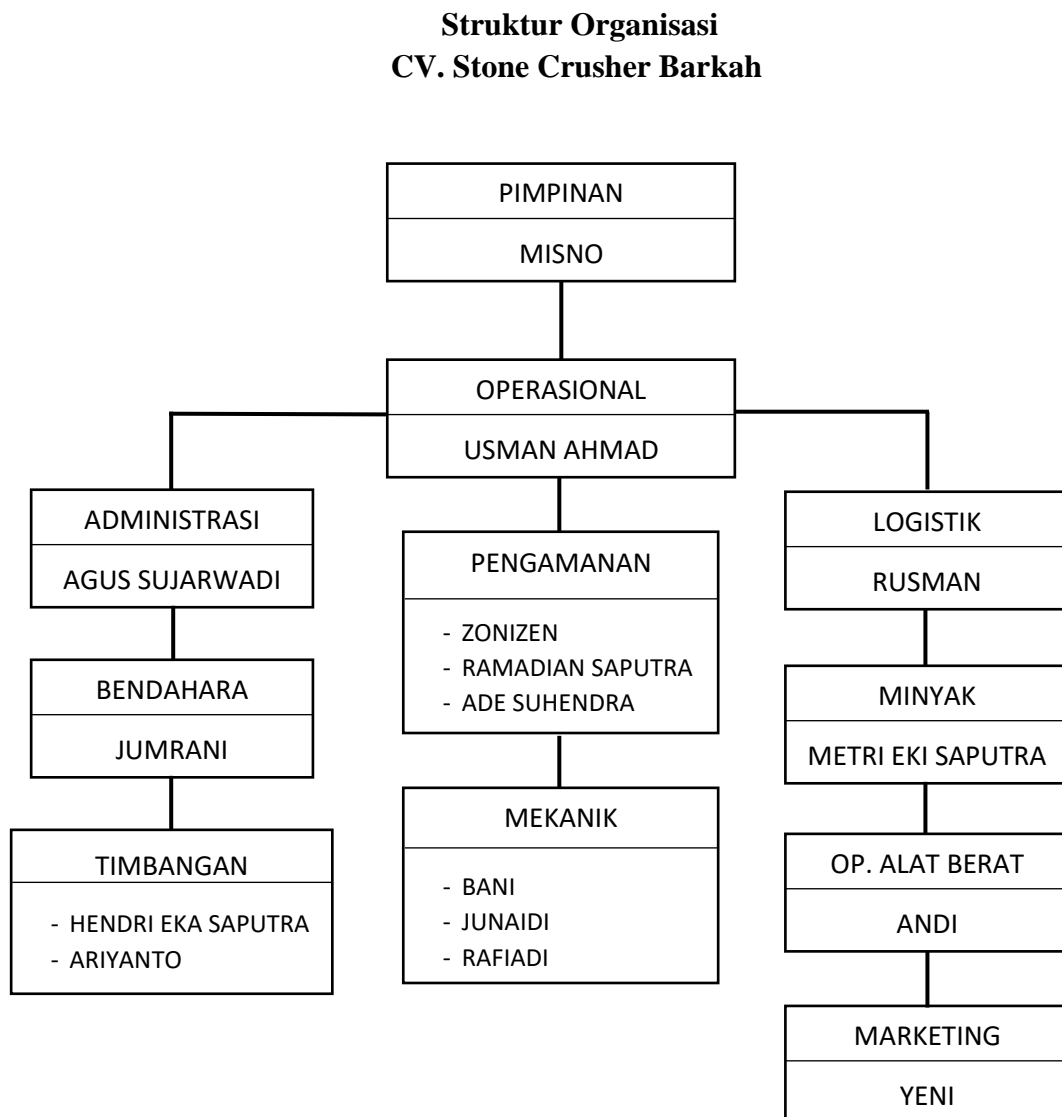 Struktur Organisasi
CV. Stone Crusher Barkah
PIMPINAN
MISNO
OPERASIONAL
USMAN AHMAD
ADMINISTRASI
AGUS SUJARWADI
BENDAHARA
JUMRANI
TIMBANGAN
- HENDRI EKA SAPUTRA
- ARIYANTO
PENGAMANAN
- ZONIZEN
- RAMADIAN SAPUTRA
- ADE SUHENDRA
MEKANIK
- BANI
- JUNAIDI
- RAFIADI
LOGISTIK
RUSMAN
MINYAK
METRI EKI SAPUTRA
OP. ALAT BERAT
ANDI
MARKETING
YENI